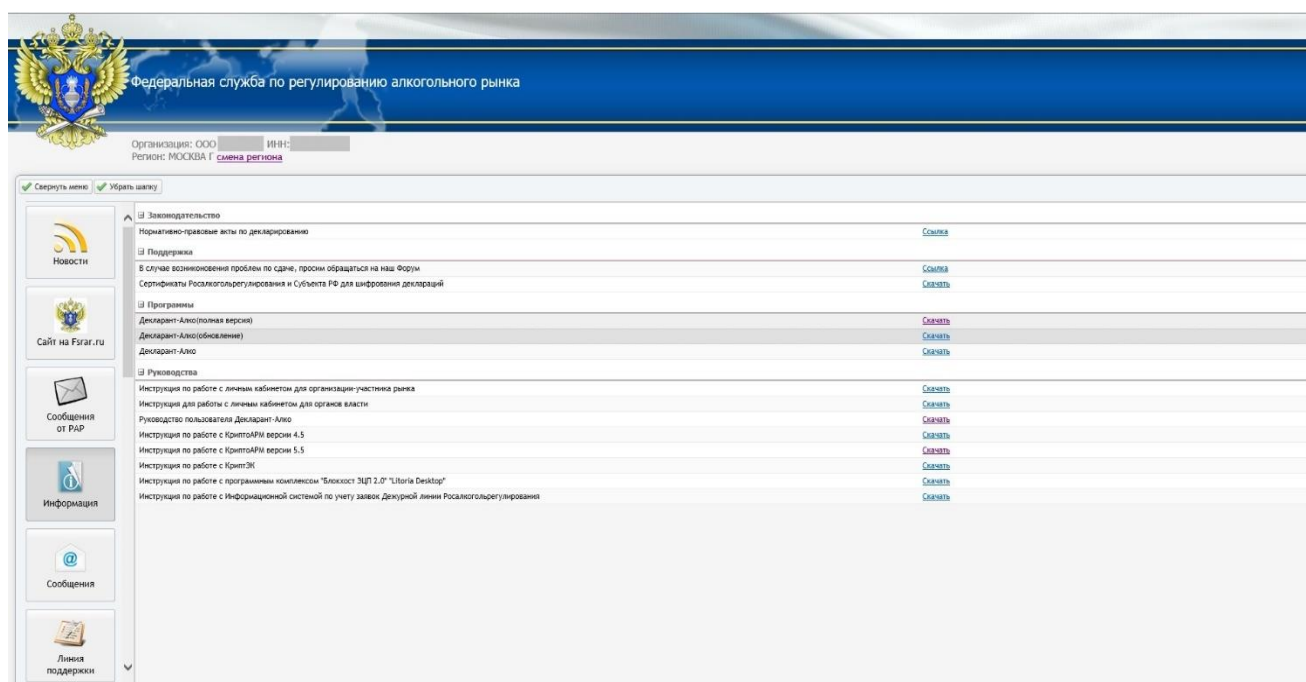 Федеральная служба по регулированию алкогольного рынка
Организация: ООО ИНН:
Регион: МОСКВА Г смена региона
Свернуть меню Убрать шапку
Новости
Сайт на Fsrar.ru
Сообщения
от РАР
Информация
Сообщения
Линия
поддержки
Законодательство
Нормативно-правовые акты по декларированию Ссылка
Поддержка
В случае возниконовения проблем по сдаче, просим обращаться на наш Форум Ссылка
Сертификаты Росалкогольрегулирования и Субъекта РФ для шифрования деклараций Скачать
Программы
Декларант-Алко(полная версия) Скачать
Декларант-Алко(обновление) Скачать
Декларант-Алко Скачать
Руководства
Инструкция по работе с личным кабинетом для организации-участника рынка Скачать
Инструкция для работы с личным кабинетом для органов власти Скачать
Руководство пользователя Декларант-Алко Скачать
Инструкция по работе с КриптоАРМ версии 4.5 Скачать
Инструкция по работе с КриптоАРМ версии 5.5 Скачать
Инструкция по работе с КриптЭК Скачать
Инструкция по работе с программным комплексом "Блокхост ЭЦП 2.0" "Litoria Desktop" Скачать
Инструкция по работе с Информационной системой по учету заявок Дежурной линии Росалкогольрегулирования Скачать